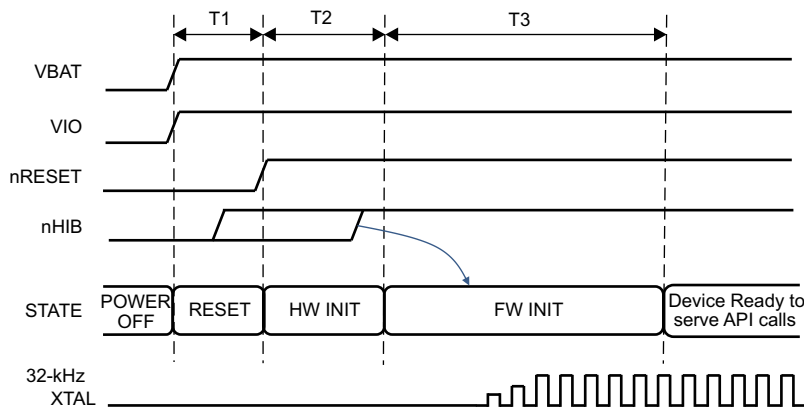 T1 T2 T3
VBAT
VIO
nRESET
nHIB
STATE
POWER
OFF
RESET
HW INIT
FW INIT
Device Ready to
serve API calls
32-kHz
XTAL